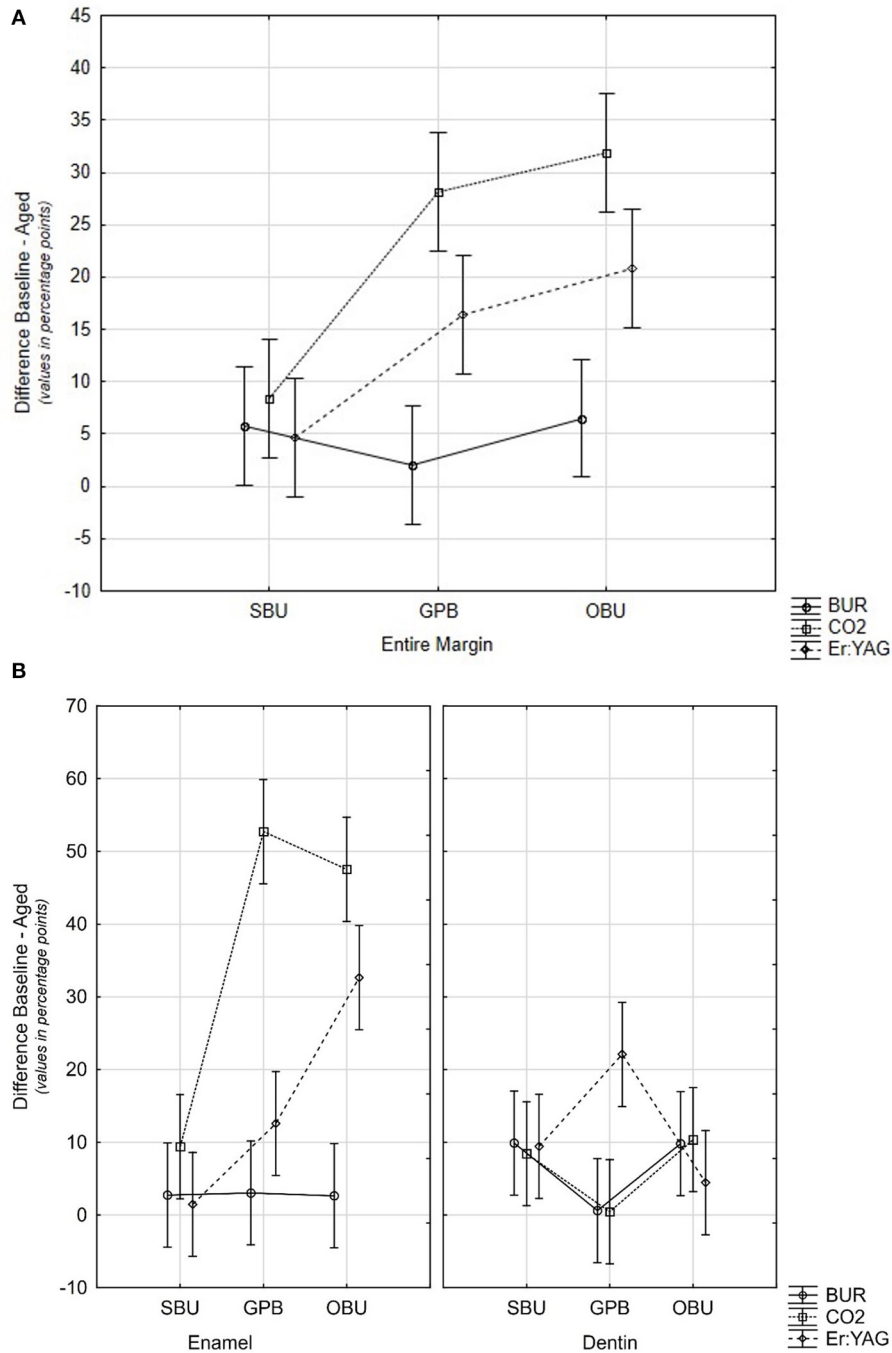 A
45
40
35
30
25
20
15
10
5
0
-5
-10
Difference Baseline - Aged
(values in percentage points)
SBU GPB OBU
Entire Margin
BUR
CO2
Er:YAG
B
70
60
50
40
30
20
10
0
-10
Difference Baseline - Aged
(values in percentage points)
SBU GPB OBU SBU GPB OBU
Enamel Dentin
BUR
CO2
Er:YAG